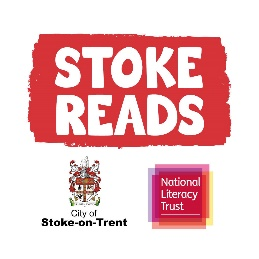 STOKE
READS
City of
Stoke-on-Trent
National
Literacy
Trust